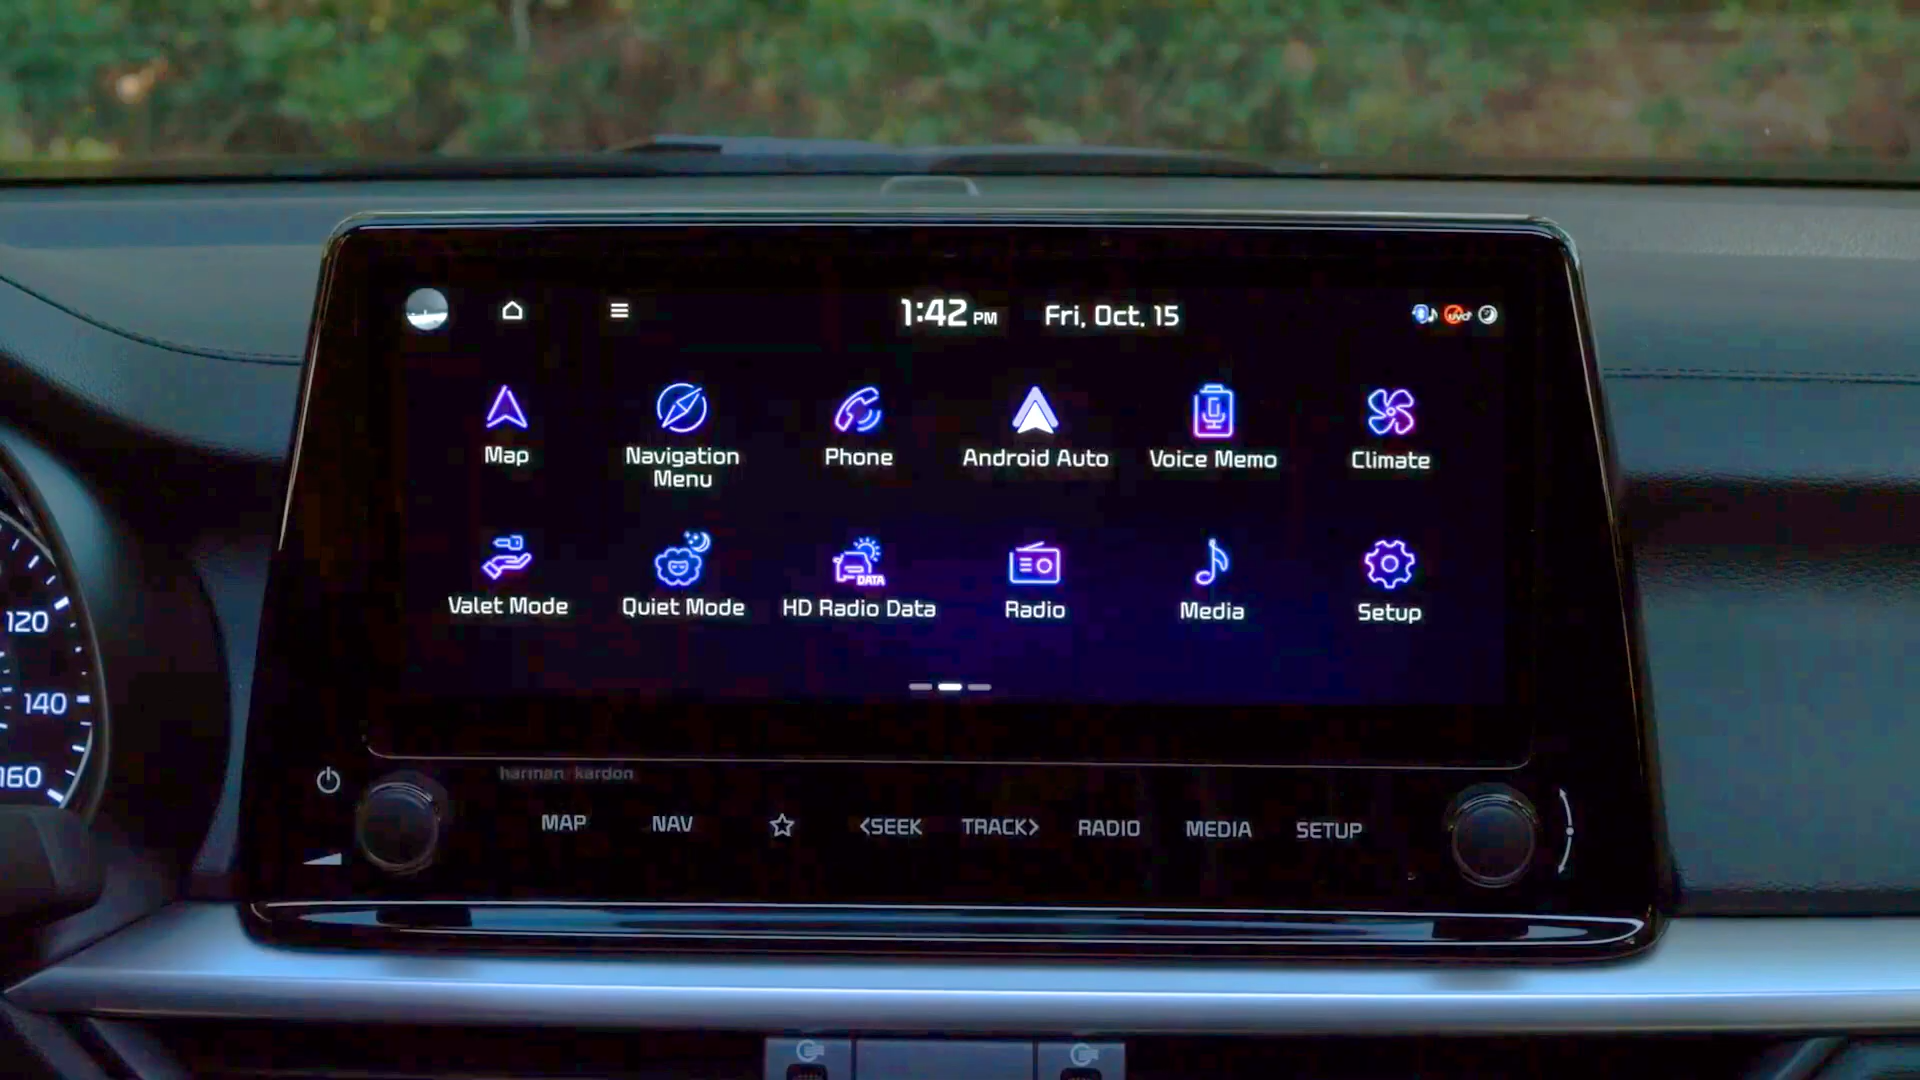 1:42 PM Fri, Oct. 15
Map
Navigation
Menu
Phone
Android Auto
Voice Memo
Climate
Valet Mode
Quiet Mode
DATA
HD Radio Data
Radio
Media
Setup
120
140
160
harman/kardon
MAP
NAV
<SEEK
TRACK>
RADIO
MEDIA
SETUP